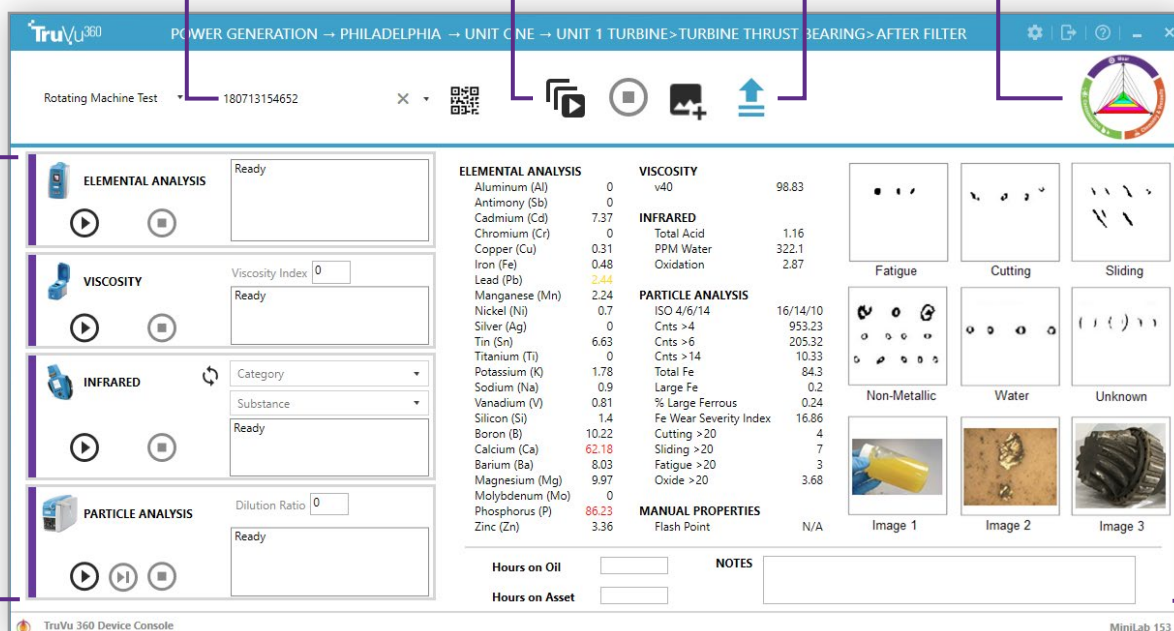 TruVu 360
POWER GENERATION → PHILADELPHIA → UNIT ONE → UNIT 1 TURBINE>TURBINE THRUST BEARING>AFTER FILTER
Rotating Machine Test
180713154652
ELEMENTAL ANALYSIS
Ready
VISCOSITY
Viscosity Index 0
Ready
INFRARED
Category
Substance
Ready
PARTICLE ANALYSIS
Dilution Ratio 0
Ready
ELEMENTAL ANALYSIS
Aluminum (Al) 0
Antimony (Sb) 0
Cadmium (Cd) 7.37
Chromium (Cr) 0
Copper (Cu) 0.31
Iron (Fe) 0.48
Lead (Pb) 2.44
Manganese (Mn) 2.24
Nickel (Ni) 0.7
Silver (Ag) 0
Tin (Sn) 6.63
Titanium (Ti) 0
Potassium (K) 1.78
Sodium (Na) 0.9
Vanadium (V) 0.81
Silicon (Si) 1.4
Boron (B) 10.22
Calcium (Ca) 62.18
Barium (Ba) 8.03
Magnesium (Mg) 9.97
Molybdenum (Mo) 0
Phosphorus (P) 86.23
Zinc (Zn) 3.36
VISCOSITY
v40 98.83
INFRARED
Total Acid 1.16
PPM Water 322.1
Oxidation 2.87
PARTICLE ANALYSIS
ISO 4/6/14 16/14/10
Cnts >4 953.23
Cnts >6 205.32
Cnts >14 10.33
Total Fe 84.3
Large Fe 0.2
% Large Ferrous 0.24
Fe Wear Severity Index 16.86
Cutting >20 4
Sliding >20 7
Fatigue >20 3
Oxide >20 3.68
MANUAL PROPERTIES
Flash Point N/A
Fatigue
Cutting
Sliding
Non-Metallic
Water
Unknown
Image 1
Image 2
Image 3
Hours on Oil
Hours on Asset
NOTES
TruVu 360 Device Console
MiniLab 153